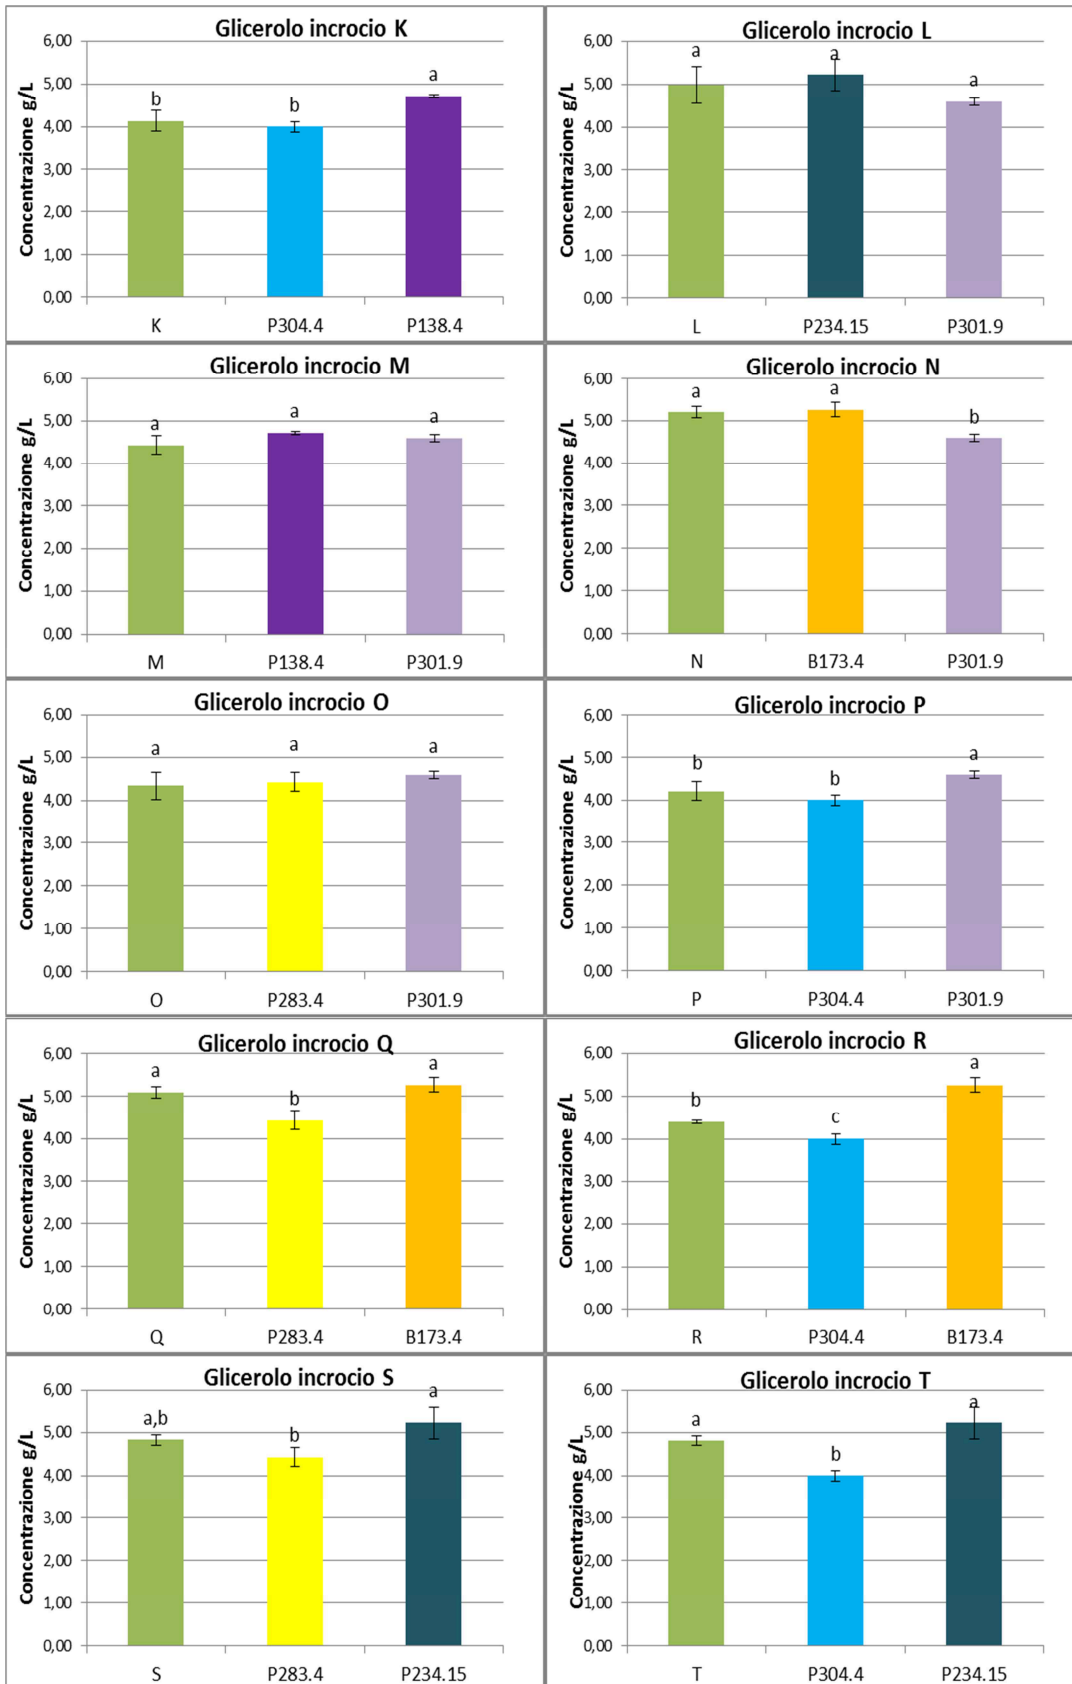 Glicerolo incrocio K
Concentrazione g/L
6,00
5,00
4,00
3,00
2,00
1,00
0,00
b
b
a
K P304.4 P138.4
Glicerolo incrocio L
Concentrazione g/L
6,00
5,00
4,00
3,00
2,00
1,00
0,00
a
a
a
L P234.15 P301.9
Glicerolo incrocio M
Concentrazione g/L
6,00
5,00
4,00
3,00
2,00
1,00
0,00
a
a
a
M P138.4 P301.9
Glicerolo incrocio N
Concentrazione g/L
6,00
5,00
4,00
3,00
2,00
1,00
0,00
a
a
b
N B173.4 P301.9
Glicerolo incrocio O
Concentrazione g/L
6,00
5,00
4,00
3,00
2,00
1,00
0,00
a
a
a
O P283.4 P301.9
Glicerolo incrocio P
Concentrazione g/L
6,00
5,00
4,00
3,00
2,00
1,00
0,00
b
b
a
P P304.4 P301.9
Glicerolo incrocio Q
Concentrazione g/L
6,00
5,00
4,00
3,00
2,00
1,00
0,00
a
b
a
Q P283.4 B173.4
Glicerolo incrocio R
Concentrazione g/L
6,00
5,00
4,00
3,00
2,00
1,00
0,00
b
c
a
R P304.4 B173.4
Glicerolo incrocio S
Concentrazione g/L
6,00
5,00
4,00
3,00
2,00
1,00
0,00
a,b
b
a
S P283.4 P234.15
Glicerolo incrocio T
Concentrazione g/L
6,00
5,00
4,00
3,00
2,00
1,00
0,00
a
b
a
T P304.4 P234.15